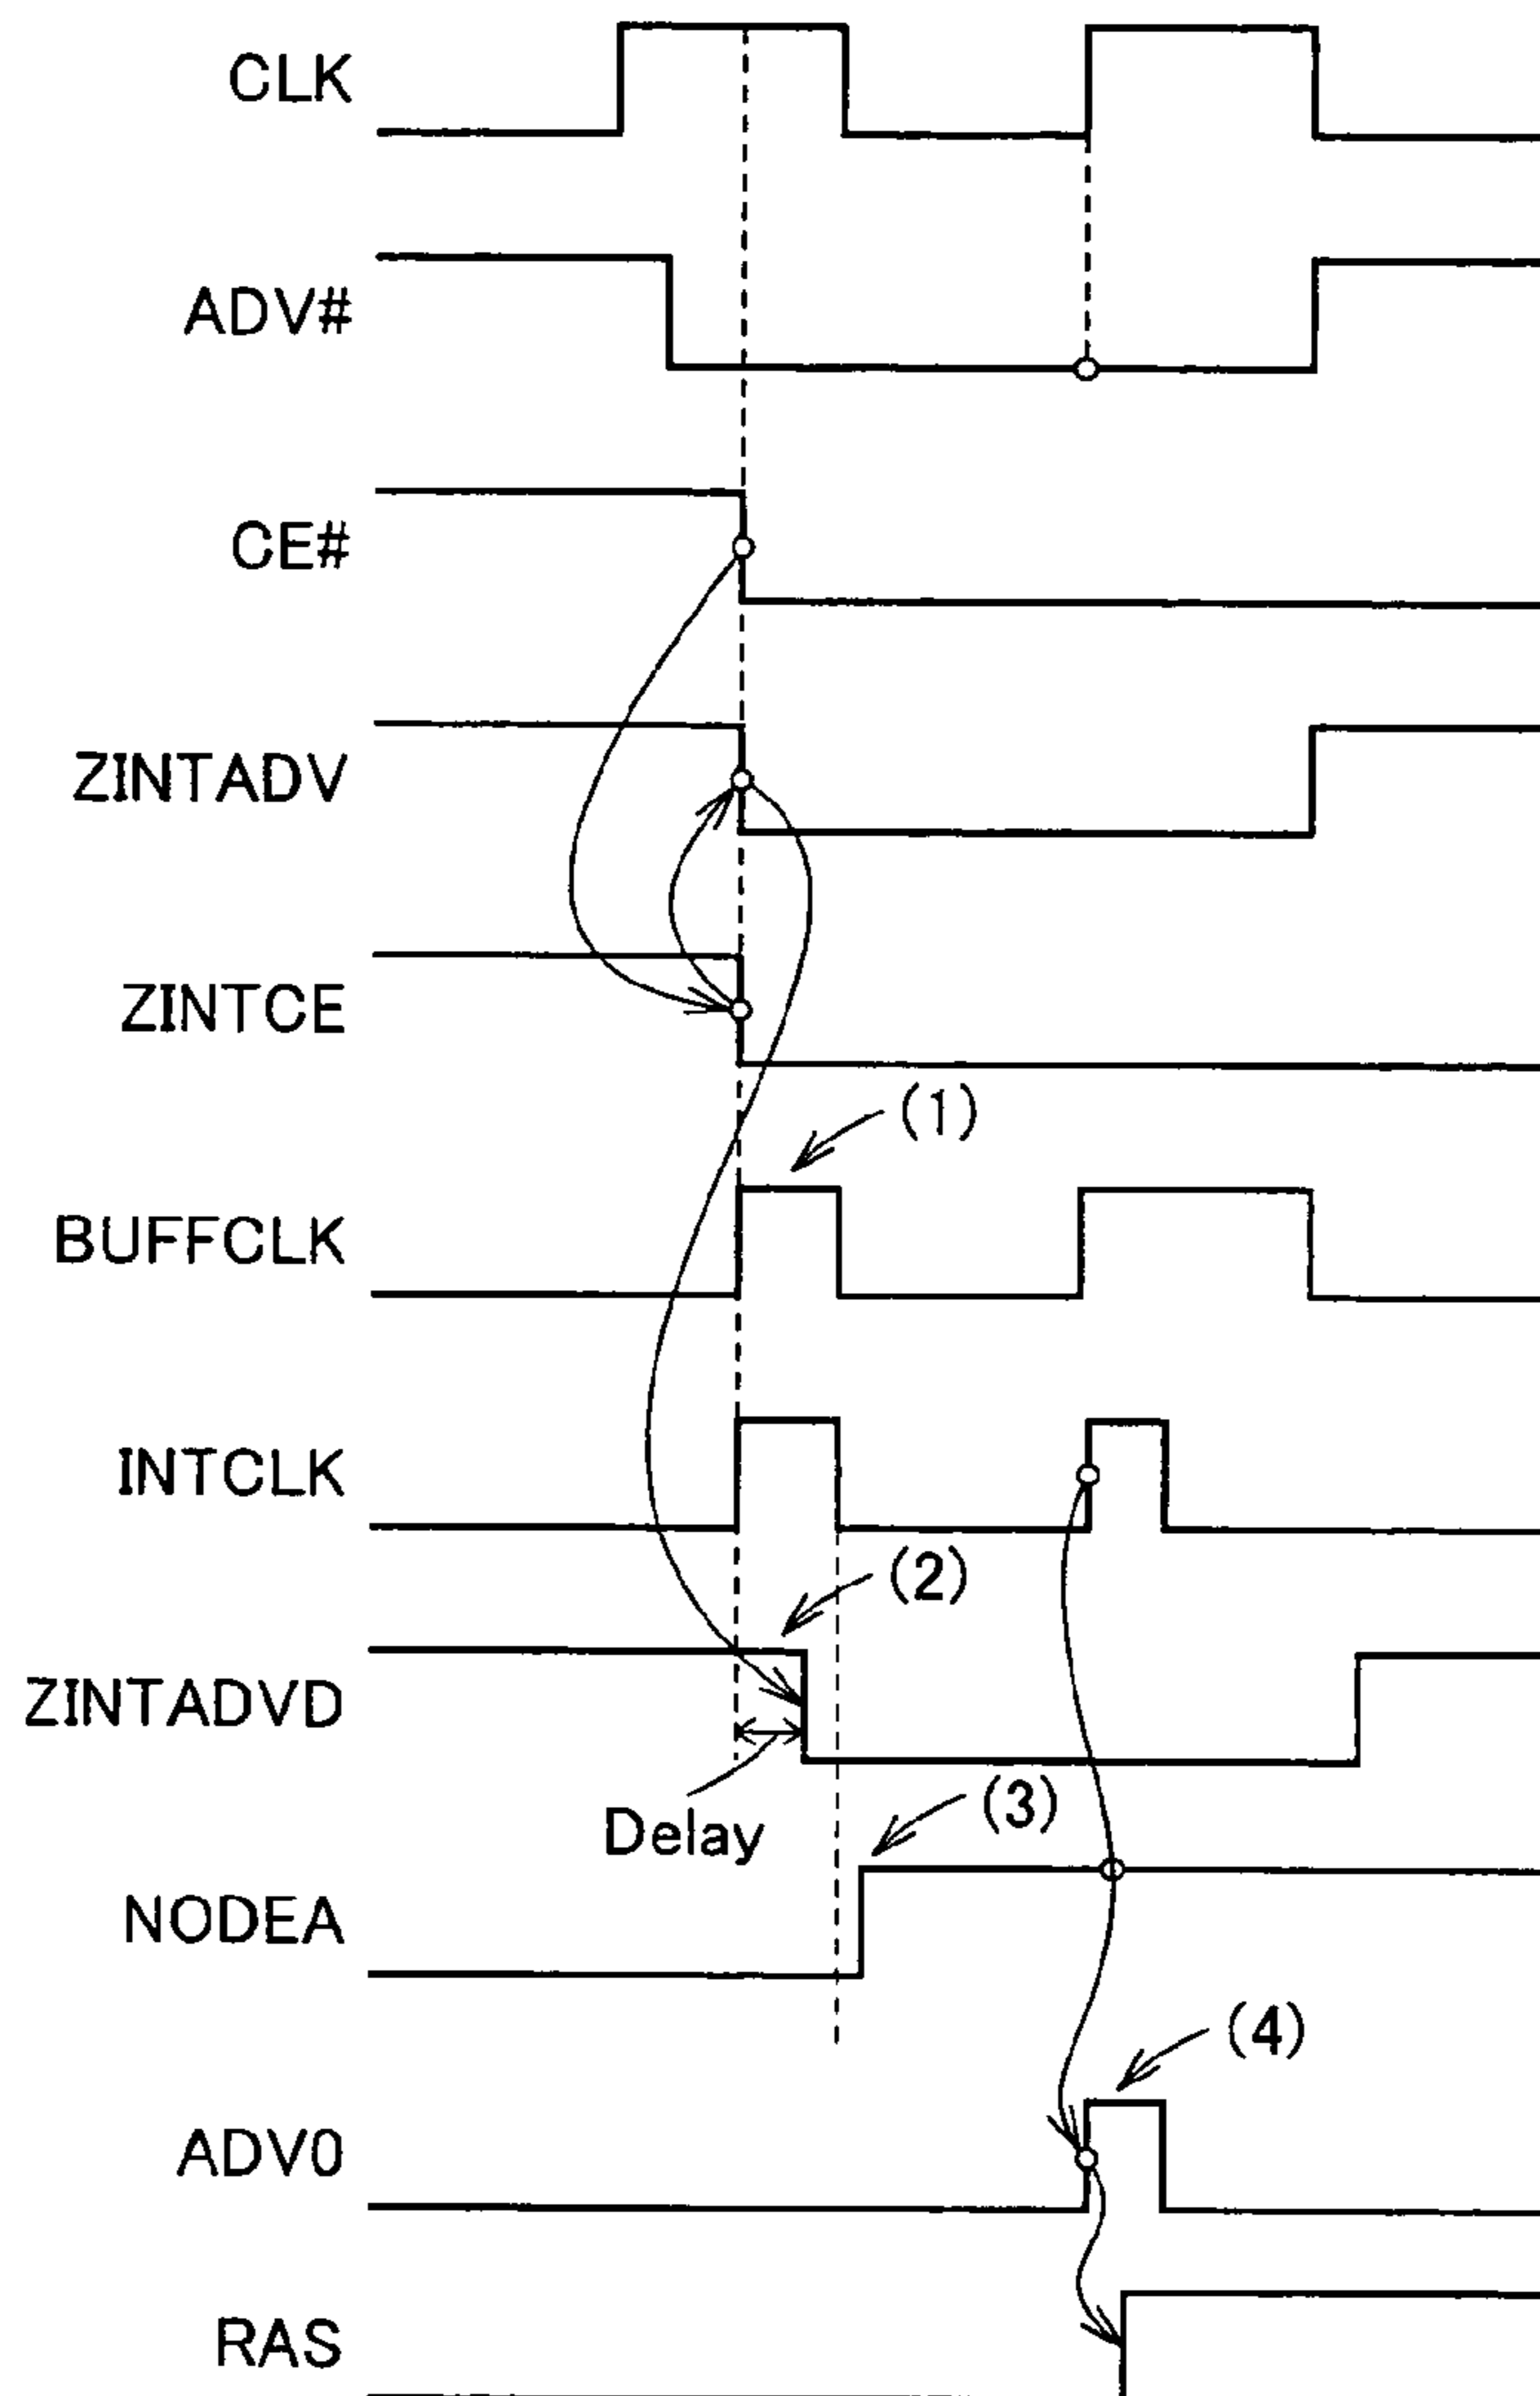 CLK
ADV#
CE#
ZINTADV
ZINTCE
(1)
BUFFCLK
INTCLK
(2)
ZINTADVD
Delay
(3)
NODEA
(4)
ADV0
RAS